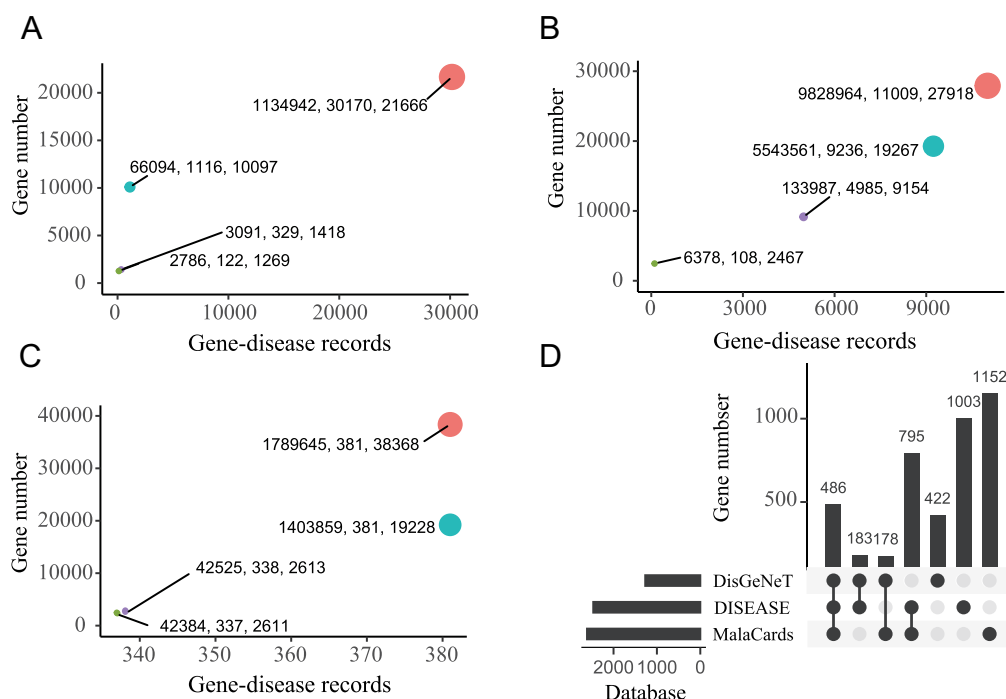 A
Gene number
20000
15000
10000
5000
0
1134942, 30170, 21666
66094, 1116, 10097
3091, 329, 1418
2786, 122, 1269
0
10000
20000
30000
Gene-disease records
B
Gene number
30000
20000
10000
0
9828964, 11009, 27918
5543561, 9236, 19267
133987, 4985, 9154
6378, 108, 2467
0
3000
6000
9000
Gene-disease records
C
Gene number
40000
30000
20000
10000
0
1789645, 381, 38368
1403859, 381, 19228
42525, 338, 2613
42384, 337, 2611
340
350
360
370
380
Gene-disease records
D
Gene numbser
1000
500
486
183
178
795
422
1003
1152
DisGeNeT
DISEASE
MalaCards
2000
1000
0
Database